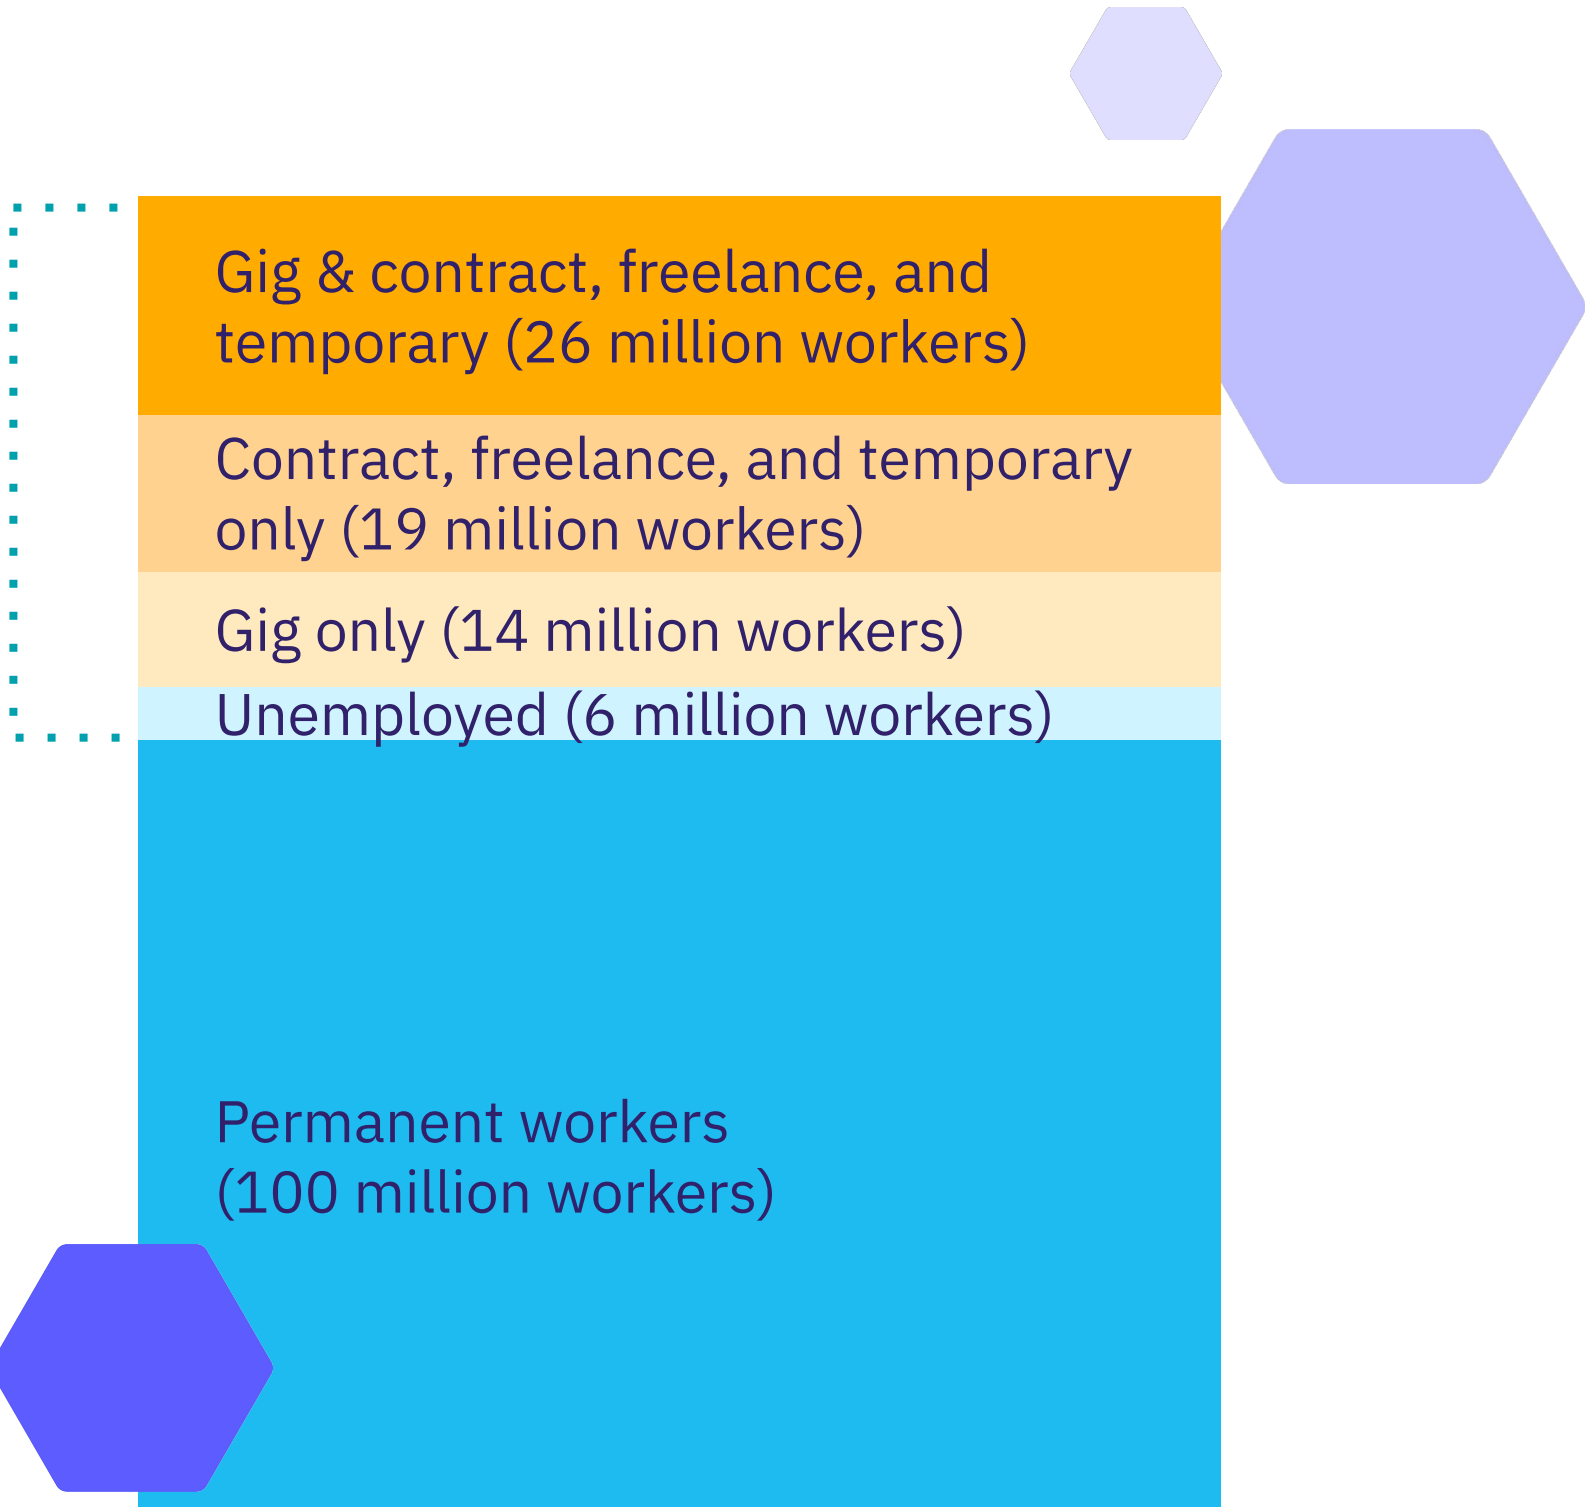 Gig & contract, freelance, and
temporary (26 million workers)
Contract, freelance, and temporary
only (19 million workers)
Gig only (14 million workers)
Unemployed (6 million workers)
Permanent workers
(100 million workers)